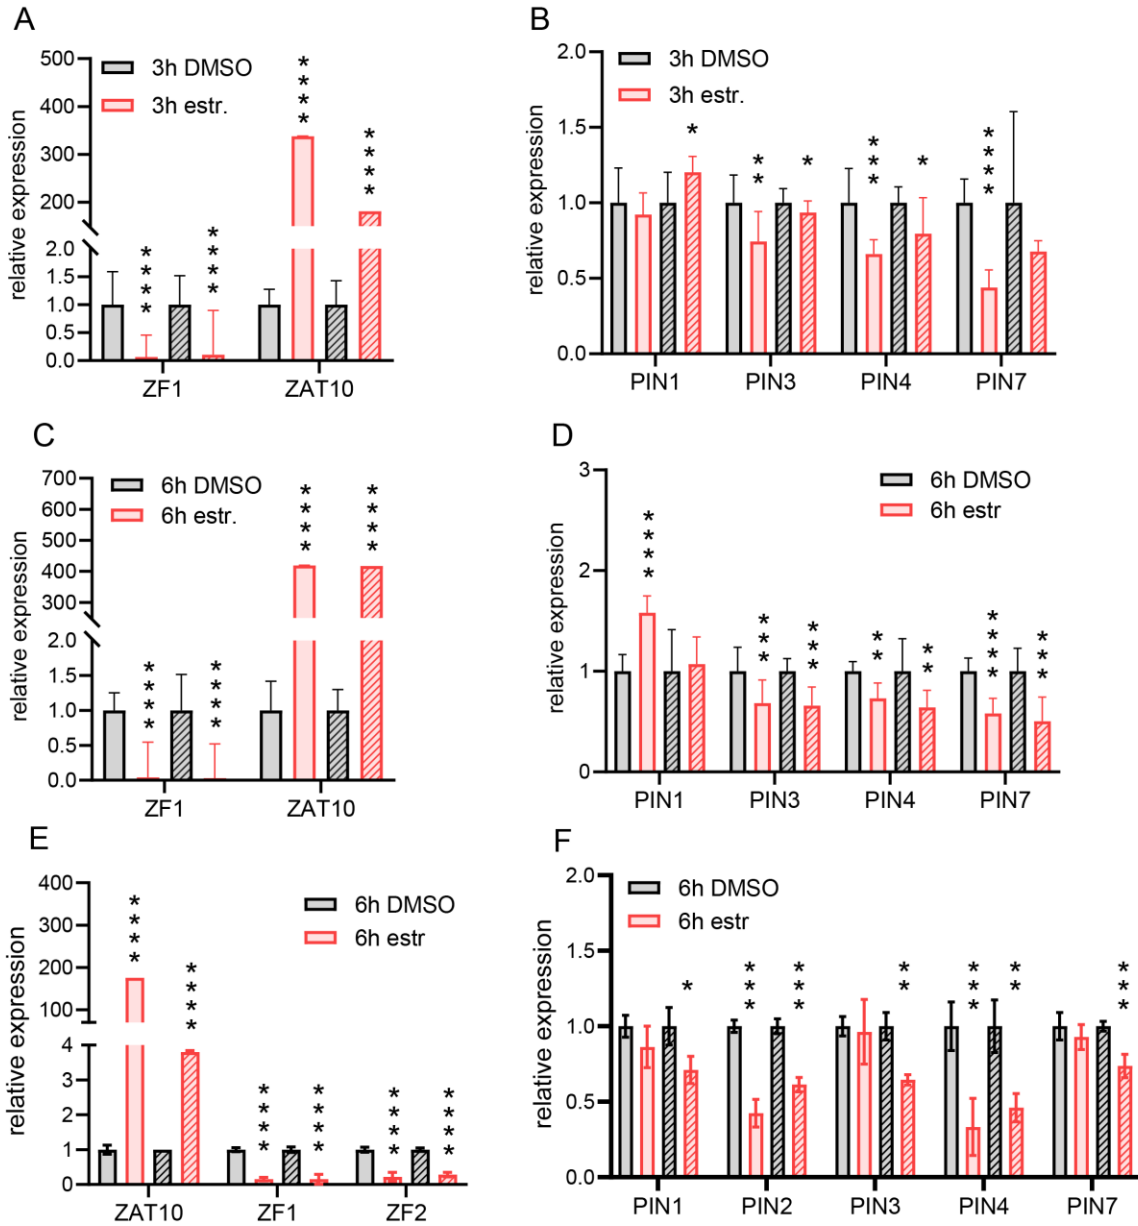 A
relative expression
500
400
300
200
2.0
1.5
1.0
0.5
0.0
3h DMSO
3h estr.
****
****
****
****
ZF1
ZAT10
B
relative expression
2.0
1.5
1.0
0.5
0.0
3h DMSO
3h estr.
*
**
*
***
*
****
PIN1
PIN3
PIN4
PIN7
C
relative expression
700
600
500
400
300
2.0
1.5
1.0
0.5
0.0
6h DMSO
6h estr.
****
****
****
****
ZF1
ZAT10
D
relative expression
3
2
1
0
6h DMSO
6h estr
****
***
***
**
**
****
***
PIN1
PIN3
PIN4
PIN7
E
relative expression
400
300
200
100
4
3
2
1
0
6h DMSO
6h estr
****
****
****
****
****
****
ZAT10
ZF1
ZF2
F
relative expression
2.0
1.5
1.0
0.5
0.0
6h DMSO
6h estr
*
***
***
**
***
**
***
PIN1
PIN2
PIN3
PIN4
PIN7